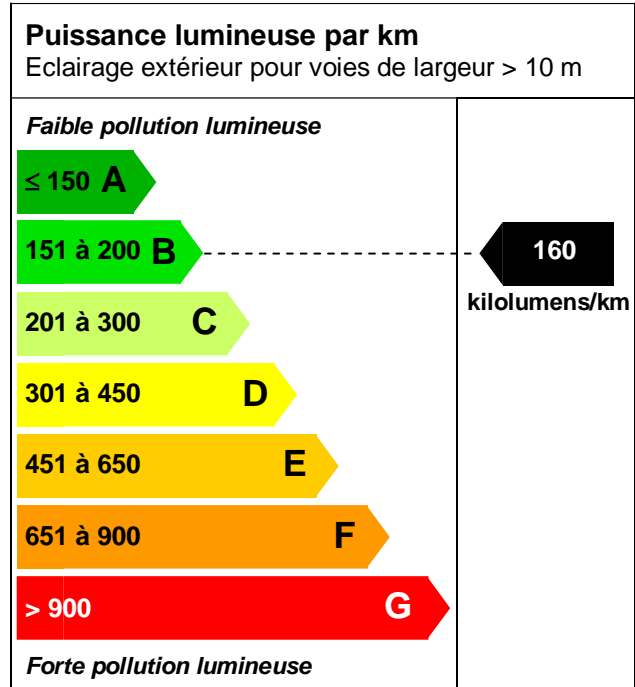 Puissance lumineuse par km
Eclairage extérieur pour voies de largeur > 10 m
Faible pollution lumineuse
≤ 150 A
151 à 200 B
160
kilolumens/km
201 à 300 C
301 à 450 D
451 à 650 E
651 à 900 F
> 900 G
Forte pollution lumineuse